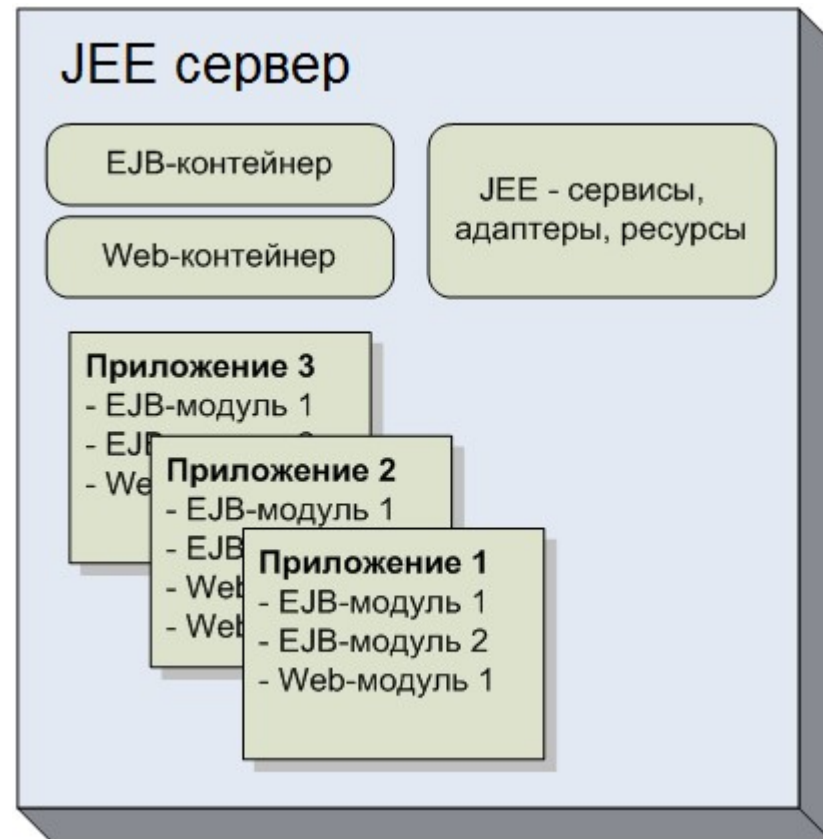 JEE сервер
EJB-контейнер
Web-контейнер
JEE - сервисы,
адаптеры, ресурсы
Приложение 3
- EJB-модуль 1
Приложение 2
- EJB-модуль 1
Приложение 1
- EJB-модуль 1
- EJB-модуль 2
- Web-модуль 1